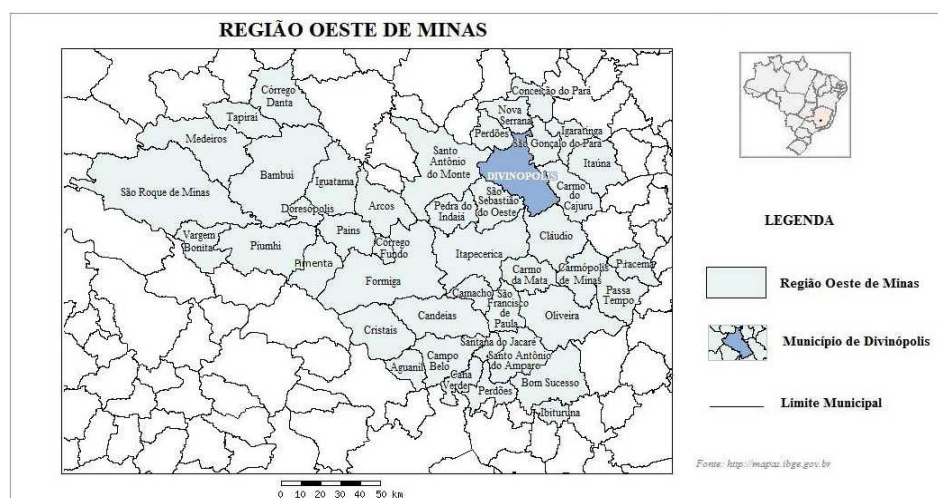 REGIÃO OESTE DE MINAS
Córrego
Danta
Tapiraí
Medeiros
São Roque de Minas
Bambuí
Iguatama
Doresópolis
Vargem
Bonita
Piumhi
Pimenta
Pains
Arcos
Córrego
Fundo
Formiga
Santo
Antônio
do Monte
Pedra do
Indaiá
São
Sebastião
do Oeste
Conceição do Pará
Nova
Serrana
Perdões
São Gonçalo do Pará
Igaratinga
Itaúna
DIVINÓPOLIS
Carmo
do
Cajuru
Cláudio
Itapecerica
Carmo
da Mata
Carmópolis
de Minas
Piracema
Passa
Tempo
Camacho
São
Francisco
de
Paula
Oliveira
Candeias
Cristais
Santana do Jacaré
Aguanil
Campo
Belo
Cana
Verde
Santo Antônio
do Amparo
Perdões
Bom Sucesso
Ibituruna
0 10 20 30 40 50 km
LEGENDA
Região Oeste de Minas
Município de Divinópolis
Limite Municipal
Fonte: http://mapas.ibge.gov.br